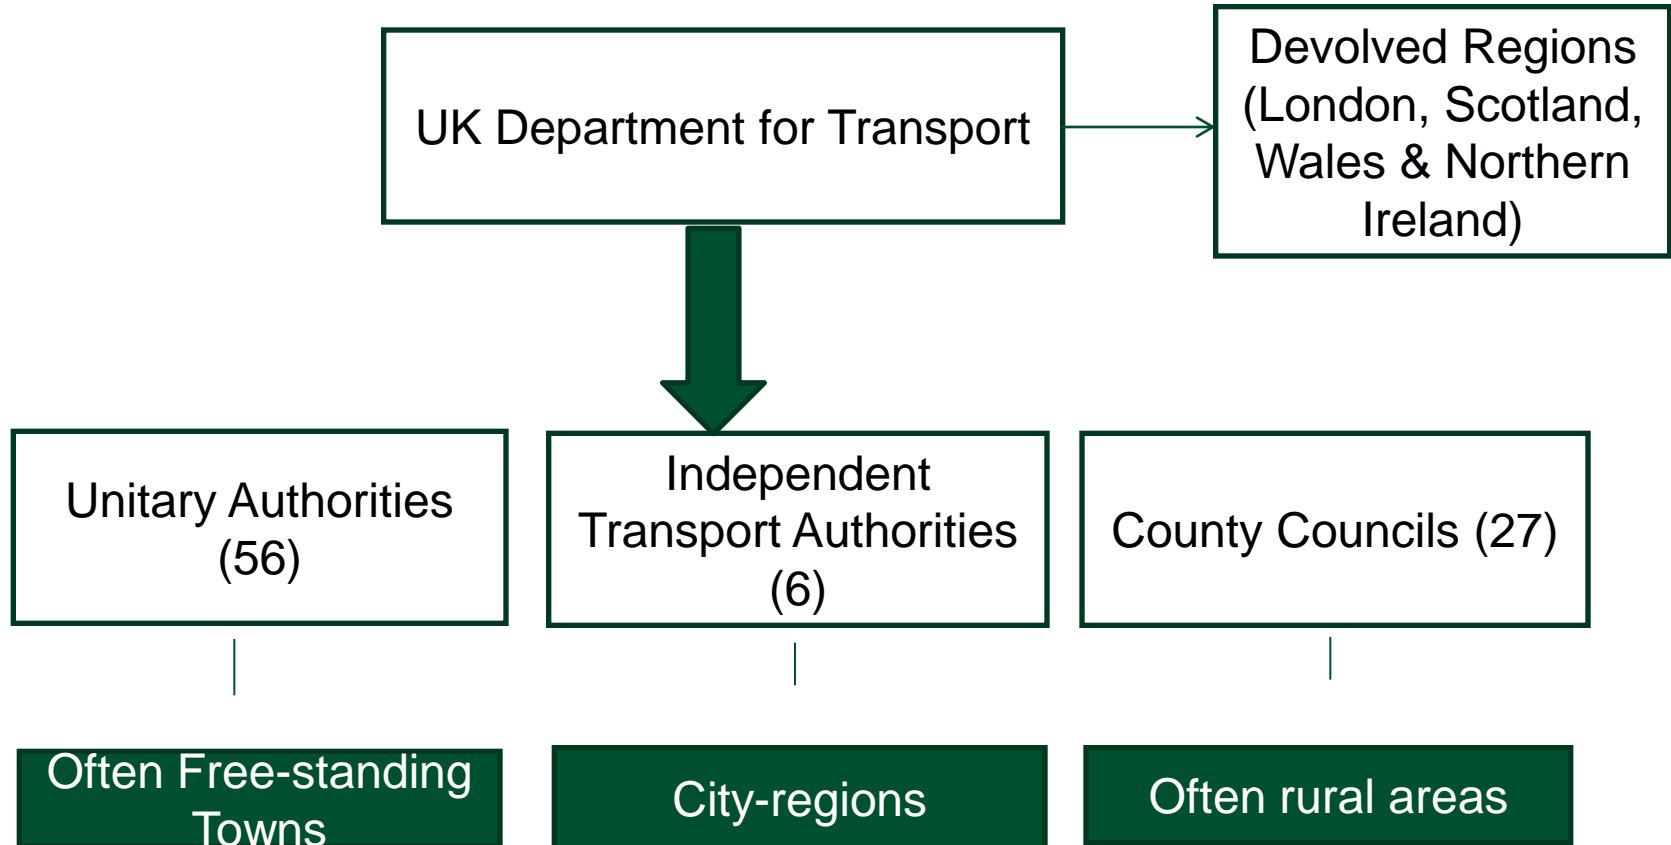 UK Department for Transport
Devolved Regions
(London, Scotland,
Wales & Northern
Ireland)
Unitary Authorities
(56)
Independent
Transport Authorities
(6)
County Councils (27)
Often Free-standing
Towns
City-regions
Often rural areas